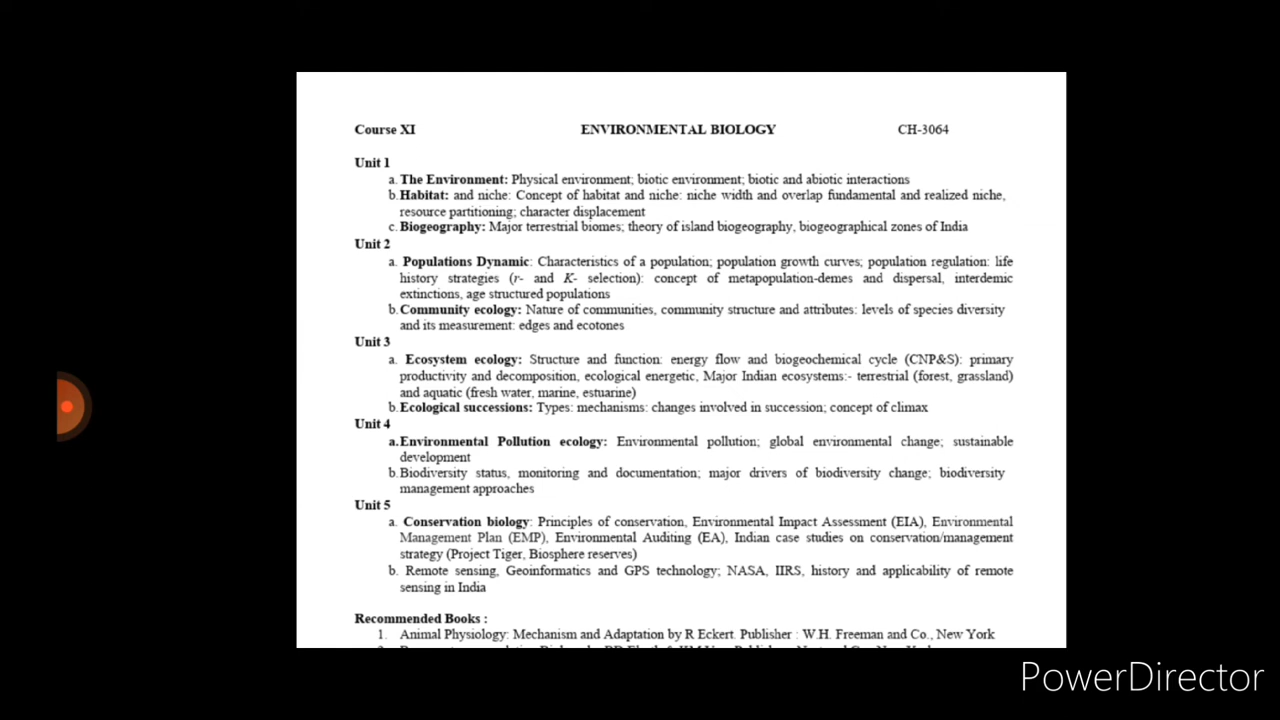 Course XI ENVIRONMENTAL BIOLOGY CH-3064
Unit 1
a. The Environment: Physical environment; biotic environment; biotic and abiotic interactions
b. Habitat: and niche: Concept of habitat and niche: niche width and overlap fundamental and realized niche,
resource partitioning; character displacement
c. Biogeography: Major terrestrial biomes; theory of island biogeography, biogeographical zones of India
Unit 2
a. Populations Dynamic: Characteristics of a population; population growth curves; population regulation: life
history strategies (r- and K- selection): concept of metapopulation-demes and dispersal, interdemic
extinctions, age structured populations
b. Community ecology: Nature of communities, community structure and attributes: levels of species diversity
and its measurement: edges and ecotones
Unit 3
a. Ecosystem ecology: Structure and function: energy flow and biogeochemical cycle (CNP&S): primary
productivity and decomposition, ecological energetic, Major Indian ecosystems:- terrestrial (forest, grassland)
and aquatic (fresh water, marine, estuarine)
b. Ecological successions: Types: mechanisms: changes involved in succession; concept of climax
Unit 4
a. Environmental Pollution ecology: Environmental pollution; global environmental change; sustainable
development
b. Biodiversity status, monitoring and documentation; major drivers of biodiversity change; biodiversity
management approaches
Unit 5
a. Conservation biology: Principles of conservation, Environmental Impact Assessment (EIA), Environmental
Management Plan (EMP), Environmental Auditing (EA), Indian case studies on conservation/management
strategy (Project Tiger, Biosphere reserves)
b. Remote sensing, Geoinformatics and GPS technology; NASA, IIRS, history and applicability of remote
sensing in India
Recommended Books :
1. Animal Physiology: Mechanism and Adaptation by R Eckert. Publisher : W.H. Freeman and Co., New York
PowerDirector